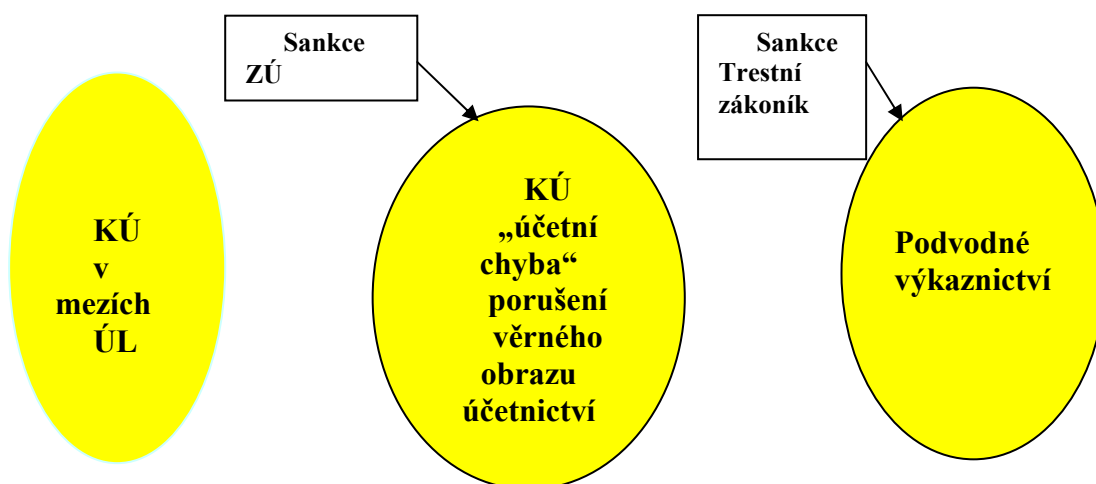 Sankce
ZÚ
Sankce
Trestní
zákoník
KÚ
v
mezích
ÚL
KÚ
„účetní
chyba“
porušení
věrného
obrazu
účetnictví
Podvodné
výkaznictví